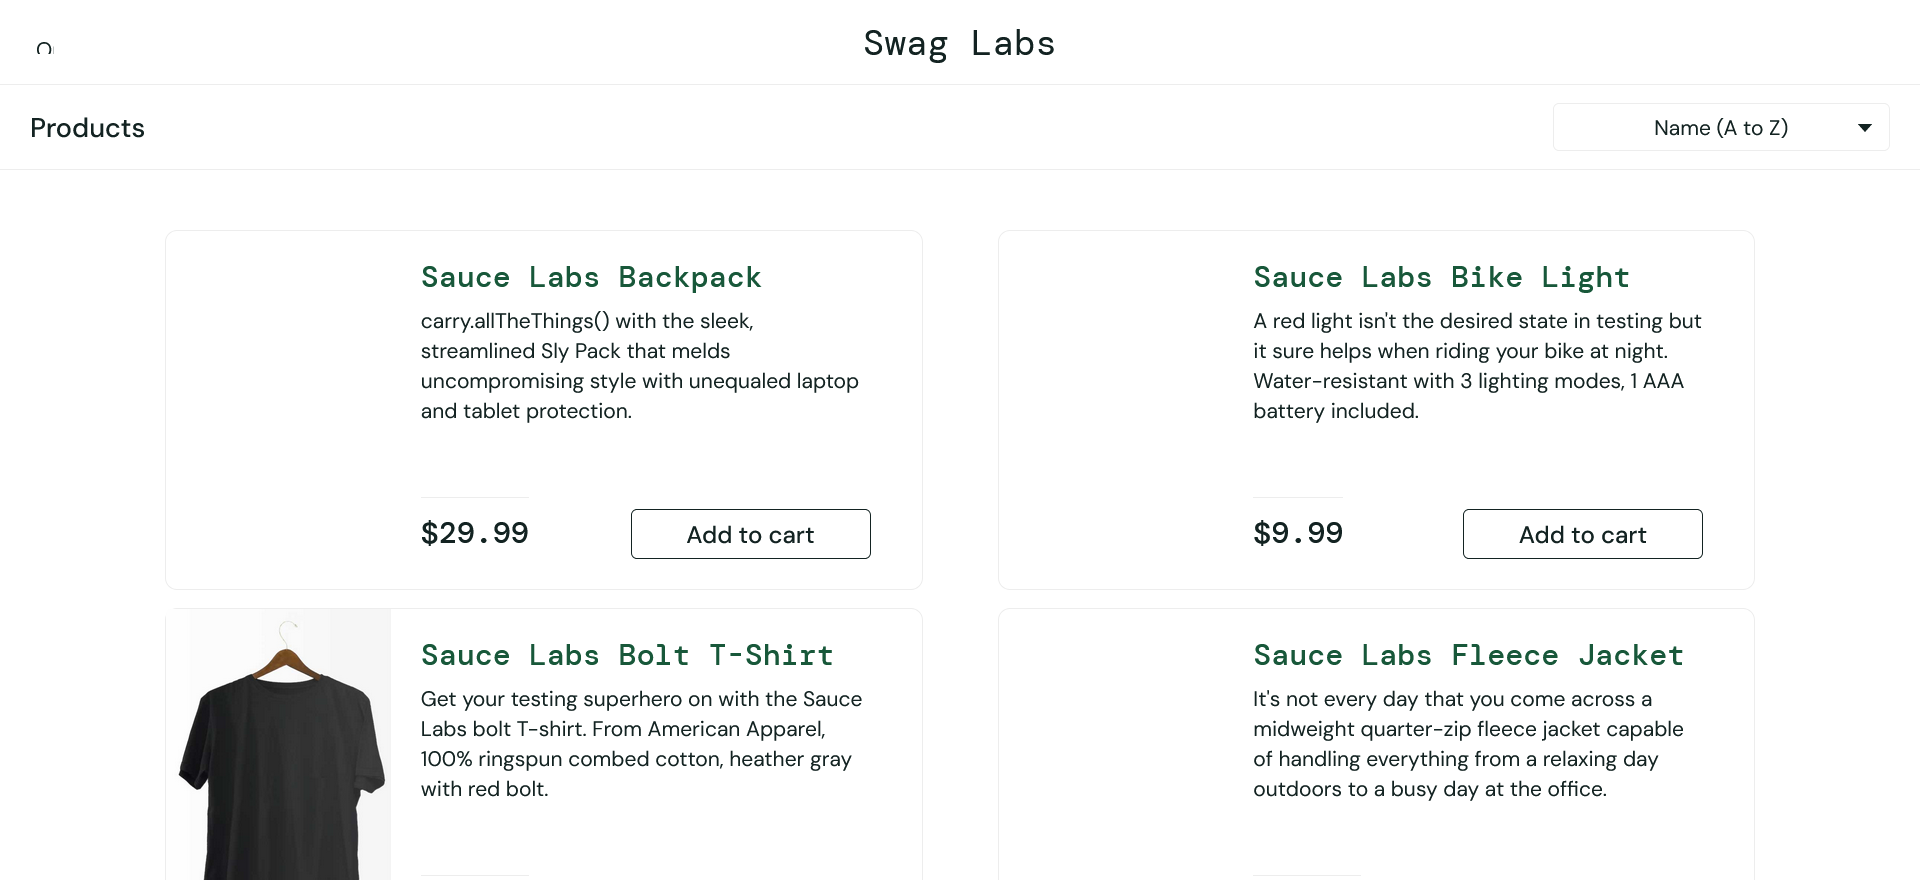 Swag Labs
Products
Name (A to Z)
Sauce Labs Backpack
carry.allTheThings() with the sleek,
streamlined Sly Pack that melds
uncompromising style with unequaled laptop
and tablet protection.
$29.99
Add to cart
Sauce Labs Bike Light
A red light isn't the desired state in testing but
it sure helps when riding your bike at night.
Water-resistant with 3 lighting modes, 1 AAA
battery included.
$9.99
Add to cart
Sauce Labs Bolt T-Shirt
Get your testing superhero on with the Sauce
Labs bolt T-shirt. From American Apparel,
100% ringspun combed cotton, heather gray
with red bolt.
Sauce Labs Fleece Jacket
It's not every day that you come across a
midweight quarter-zip fleece jacket capable
of handling everything from a relaxing day
outdoors to a busy day at the office.